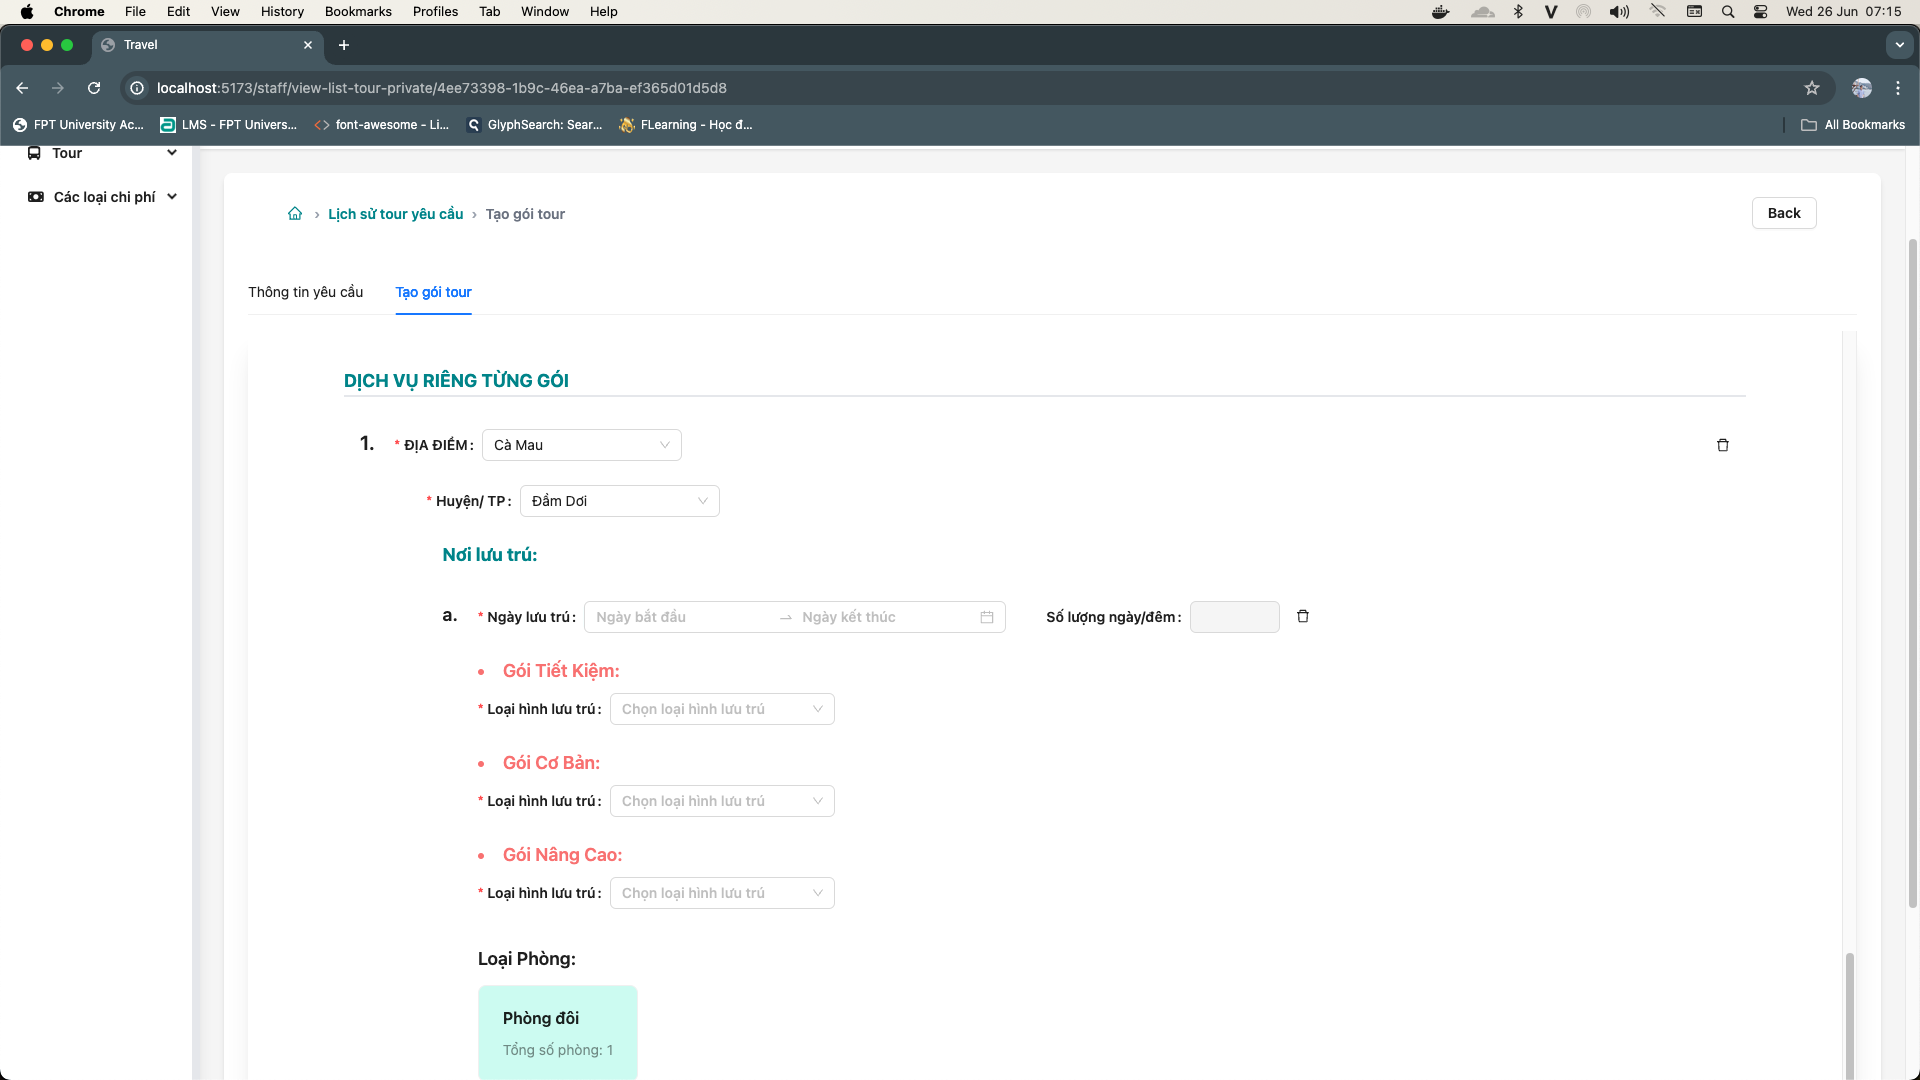 Chrome File Edit View History Bookmarks Profiles Tab Window Help Wed 26 Jun 07:15
Travel
localhost:5173/staff/view-list-tour-private/4ee73398-1b9c-46ea-a7ba-ef365d01d5d8
FPT University Ac... LMS - FPT Univers... font-awesome - Li... GlyphSearch: Sear... FLearning - Học đ... All Bookmarks
Tour
Các loại chi phí
Lịch sử tour yêu cầu › Tạo gói tour
Back
Thông tin yêu cầu Tạo gói tour
DỊCH VỤ RIÊNG TỪNG GÓI
1. * ĐỊA ĐIỂM : Cà Mau
* Huyện/ TP : Đầm Dơi
Nơi lưu trú:
a. * Ngày lưu trú : Ngày bắt đầu → Ngày kết thúc Số lượng ngày/đêm :
• Gói Tiết Kiệm:
* Loại hình lưu trú : Chọn loại hình lưu trú
• Gói Cơ Bản:
* Loại hình lưu trú : Chọn loại hình lưu trú
• Gói Nâng Cao:
* Loại hình lưu trú : Chọn loại hình lưu trú
Loại Phòng:
Phòng đôi
Tổng số phòng: 1